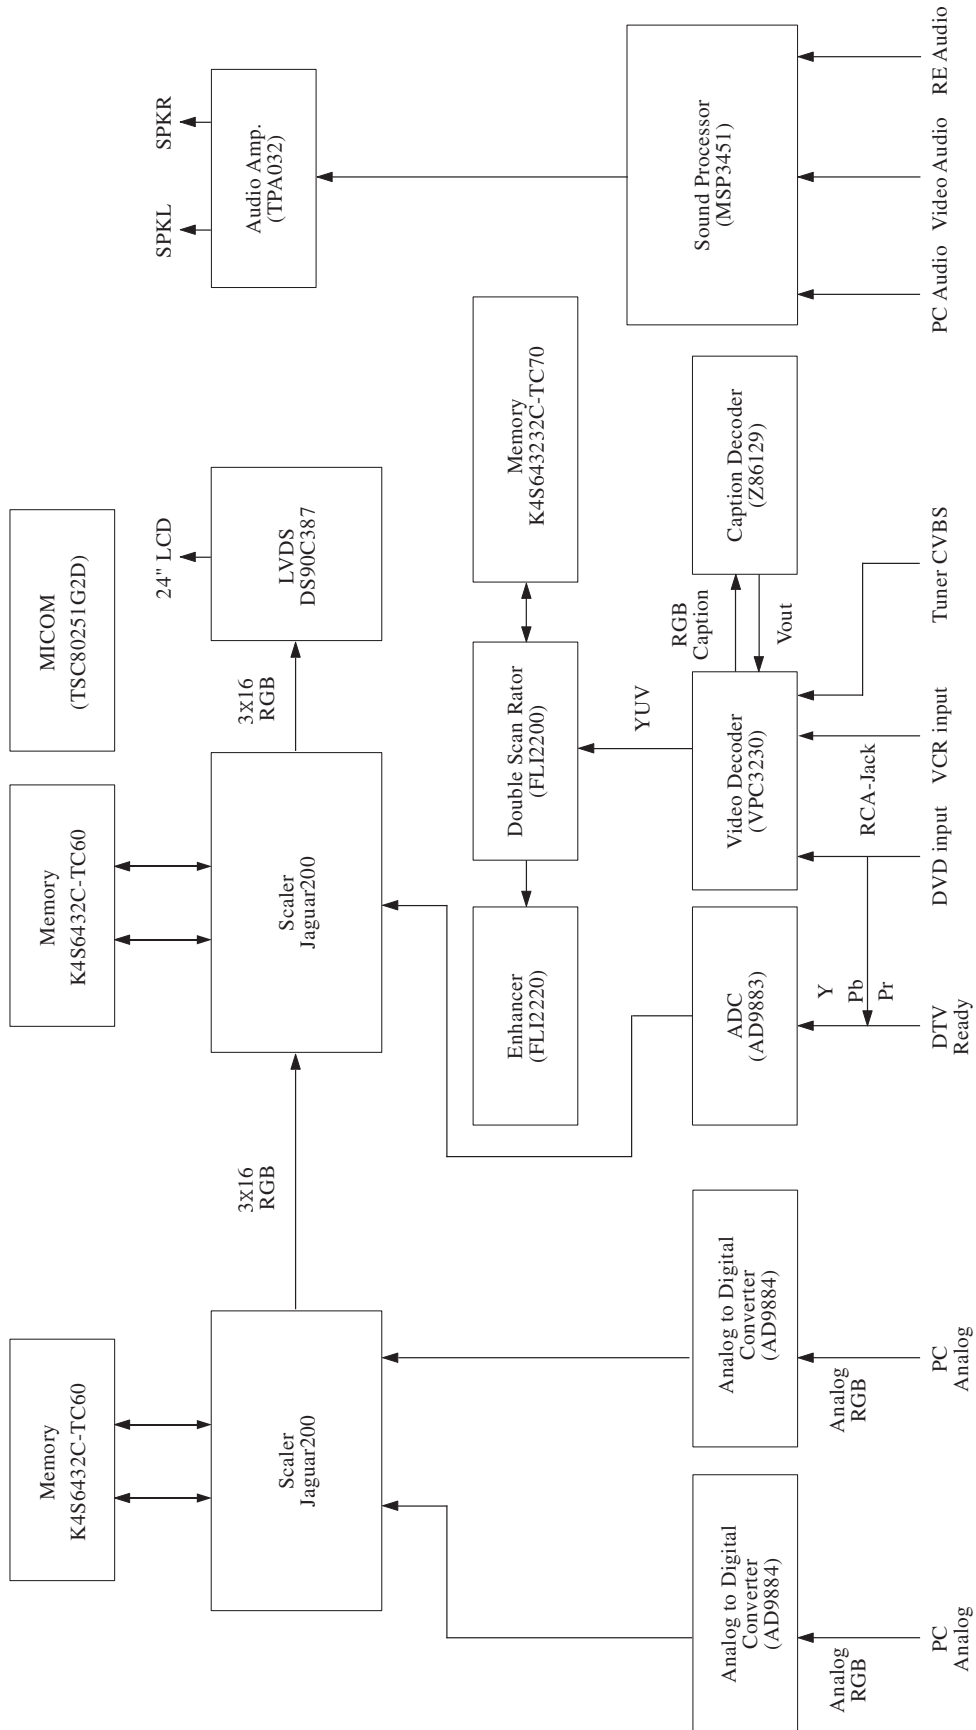 Memory
K4S6432C-TC60
Memory
K4S6432C-TC60
MICOM
(TSC80251G2D)
24" LCD
SPKL
SPKR
Scaler
Jaguar200
3x16
RGB
Scaler
Jaguar200
3x16
RGB
LVDS
DS90C387
Audio Amp.
(TPA032)
Enhancer
(FLI2220)
Double Scan Rator
(FLI2200)
Memory
K4S643232C-TC70
YUV
Analog to Digital
Converter
(AD9884)
Analog to Digital
Converter
(AD9884)
ADC
(AD9883)
Video Decoder
(VPC3230)
RGB
Caption
Vout
Caption Decoder
(Z86129)
Sound Processor
(MSP3451)
Analog
RGB
Analog
RGB
Y
Pb
Pr
RCA-Jack
PC
Analog
PC
Analog
DTV
Ready
DVD input
VCR input
Tuner CVBS
PC Audio
Video Audio
RE Audio